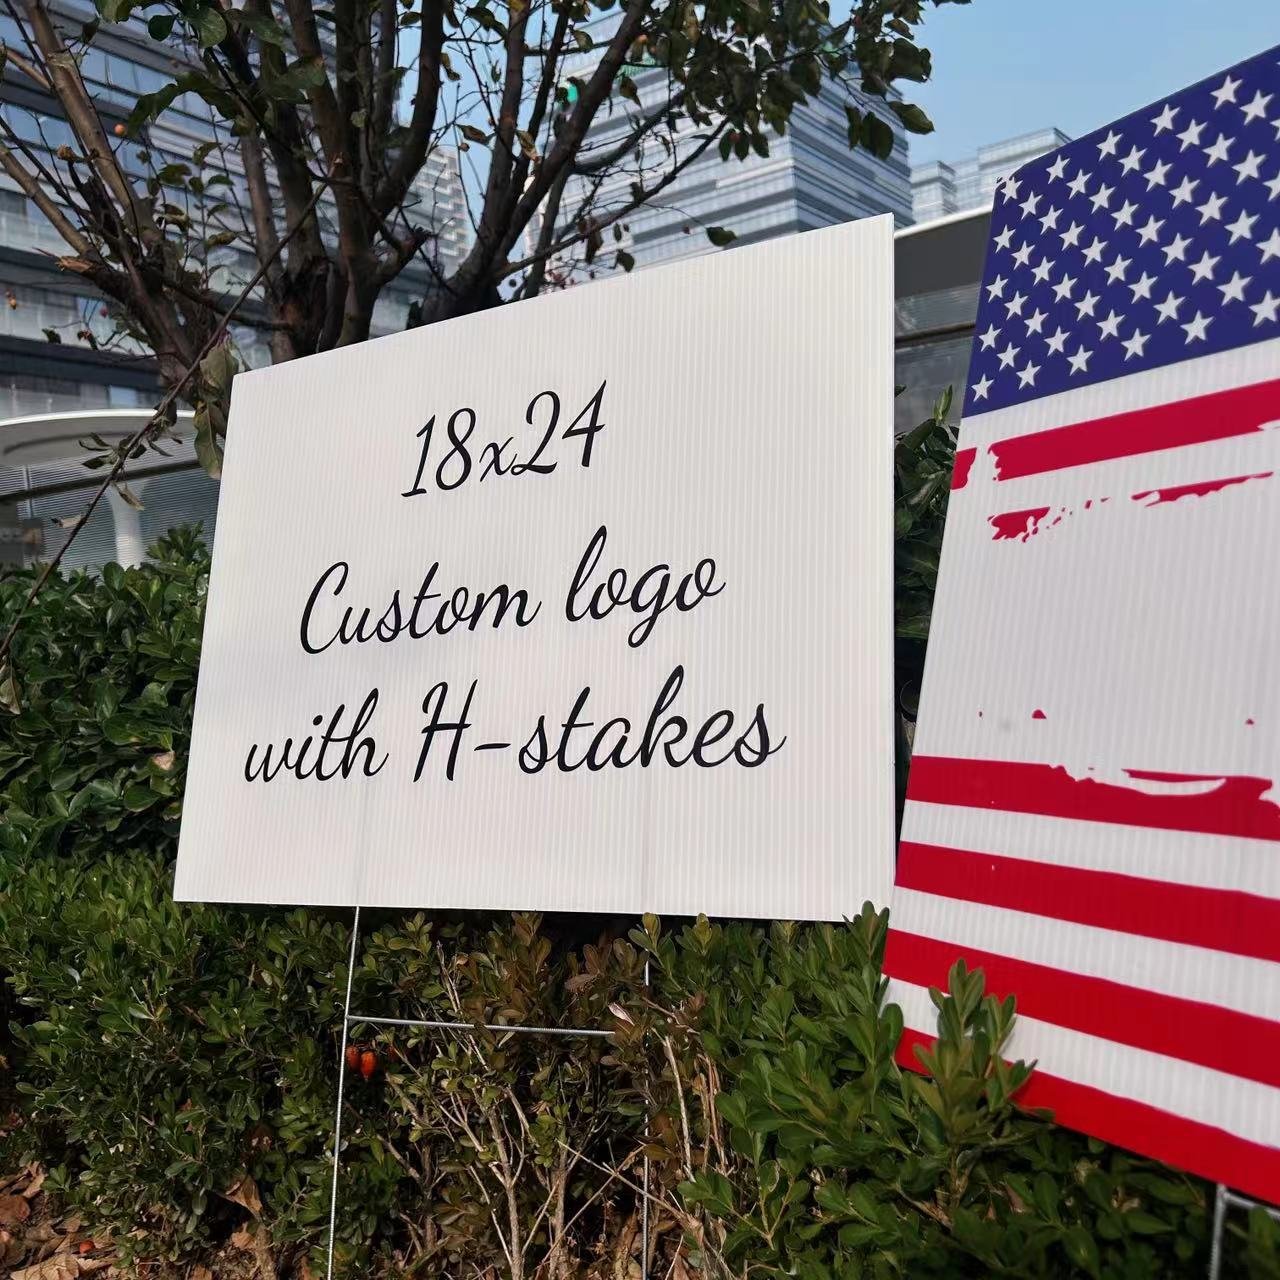 18x24
Custom logo
with H-stakes